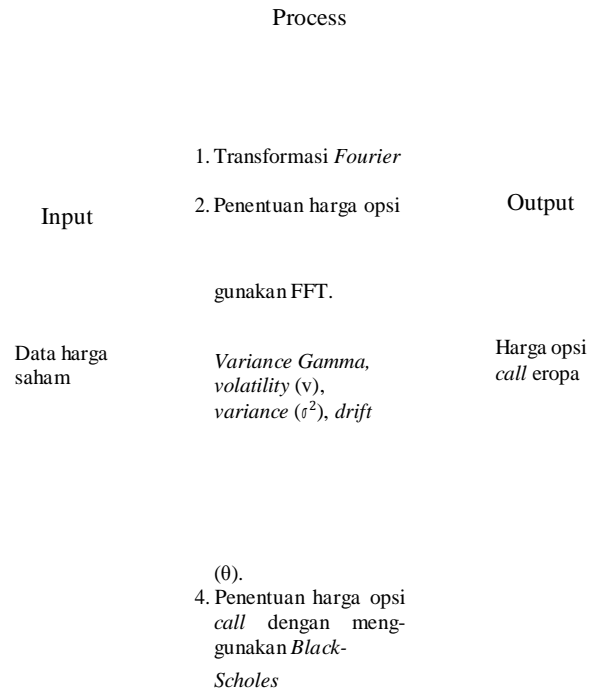 Process
1. Transformasi Fourier
2. Penentuan harga opsi
Input
Output
gunakan FFT.
Data harga
saham
Variance Gamma,
volatility (v),
variance (σ²), drift
Harga opsi
call eropa
(θ).
4. Penentuan harga opsi
call dengan meng-
gunakan Black-
Scholes